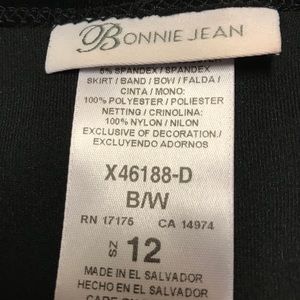 BONNIE JEAN
5% SPANDEX / SPANDEX
SKIRT / BAND / BOW / FALDA /
CINTA / MONO:
100% POLYESTER / POLIESTER
NETTING / CRINOLINA:
100% NYLON / NILON
EXCLUSIVE OF DECORATION./
EXCLUYENDO ADORNOS
X46188-D
B/W
RN 17175 CA 14974
SZ 12
MADE IN EL SALVADOR
HECHO EN EL SALVADOR